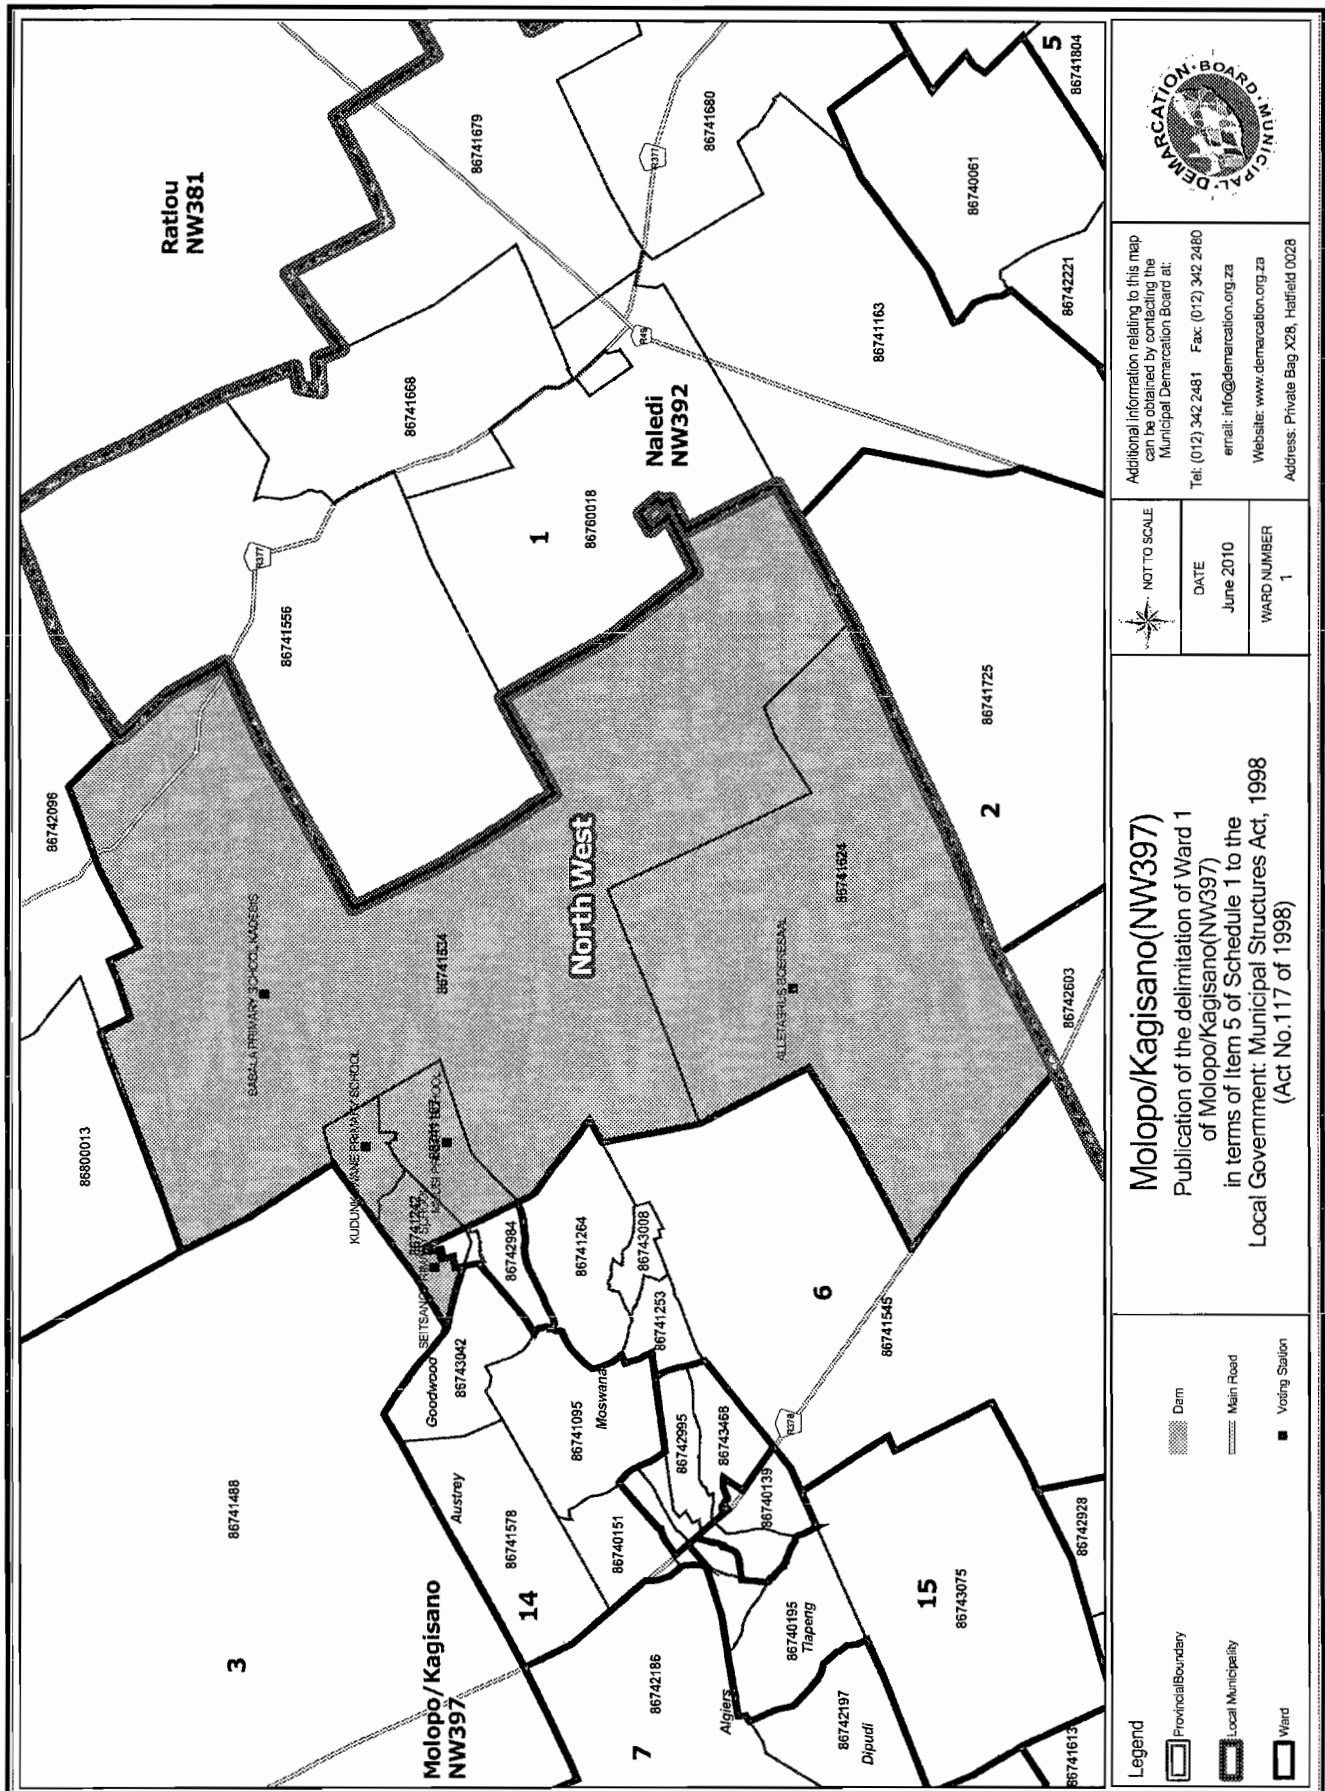 Ratlou
NW381
86741679
86741680
R377
5
86741804
86740061
86742221
86741163
R49
86741668
Naledi
NW392
1
86760018
R377
86741556
86742096
86741725
2
North West
86741624
86741534
BABALA PRIMARY SCHOOL KADERS
86800013
KUDUNKGWANE PRIMARY SCHOOL
86741242
86742603
86742984
86741264
86743008
86741253
6
86741545
R378
Goodwood
86743042
86741095
Moswana
86742995
86743468
86740139
3
86741488
Austrey
86741578
14
86740151
Molopo/Kagisano
NW397
7
86742186
Algiers
86740195
Tlapeng
86742197
Dipudi
15
86743075
86742928
86741613
Legend
Provincial Boundary
Local Municipality
Ward
Dam
Main Road
Voting Station
Molopo/Kagisano(NW397)
Publication of the delimitation of Ward 1
of Molopo/Kagisano(NW397)
in terms of Item 5 of Schedule 1 to the
Local Government: Municipal Structures Act, 1998
(Act No.117 of 1998)
NOT TO SCALE
DATE
June 2010
WARD NUMBER
1
Additional information relating to this map
can be obtained by contacting the
Municipal Demarcation Board at:
Tel: (012) 342 2481 Fax: (012) 342 2480
email: info@demarcation.org.za
Website: www.demarcation.org.za
Address: Private Bag X28, Hatfield 0028
MUNICIPAL · DEMARCATION · BOARD